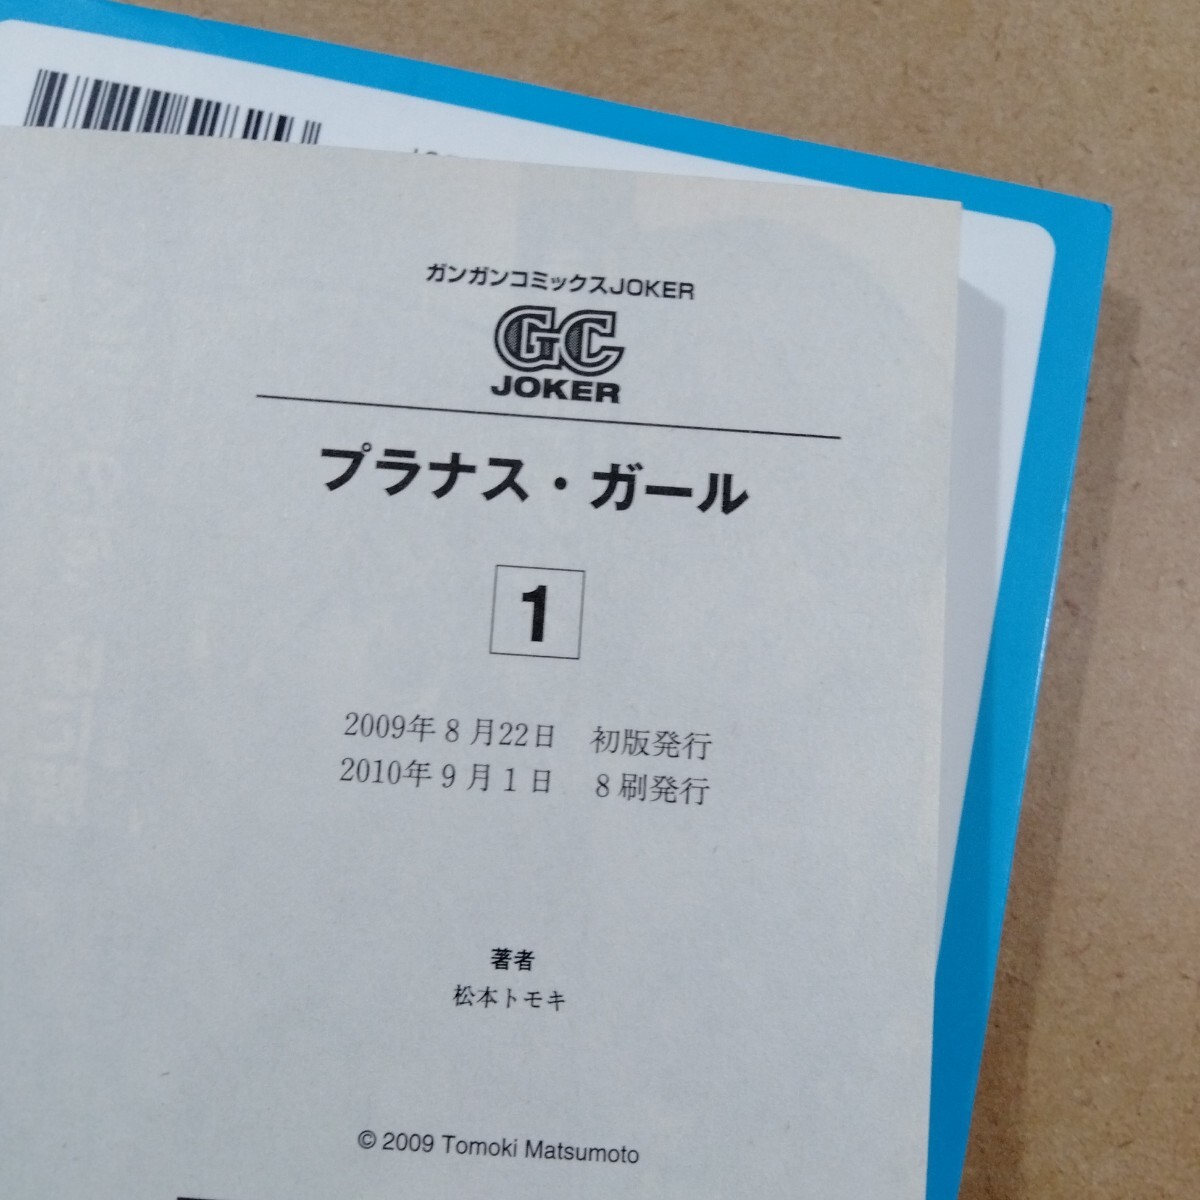 ガンガンコミックスJOKER
GC
JOKER
プラナス・ガール
1
2009年8月22日 初版発行
2010年9月1日 8刷発行
著者
松本トモキ
© 2009 Tomoki Matsumoto